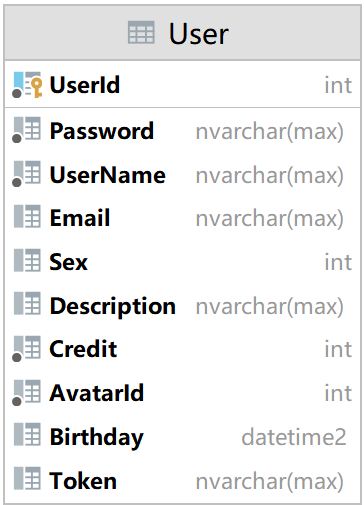 User
UserId int
Password nvarchar(max)
UserName nvarchar(max)
Email nvarchar(max)
Sex int
Description nvarchar(max)
Credit int
AvatarId int
Birthday datetime2
Token nvarchar(max)